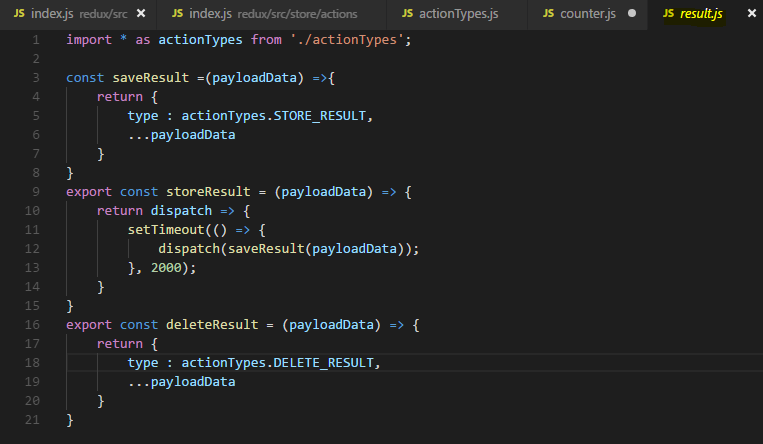 JS index.js redux/src × JS index.js redux/src/store/actions JS actionTypes.js JS counter.js ● JS result.js ×
1 import * as actionTypes from './actionTypes';
2
3 const saveResult =(payloadData) =>{
4 return {
5 type : actionTypes.STORE_RESULT,
6 ...payloadData
7 }
8 }
9 export const storeResult = (payloadData) => {
10 return dispatch => {
11 setTimeout(() => {
12 dispatch(saveResult(payloadData));
13 }, 2000);
14 }
15 }
16 export const deleteResult = (payloadData) => {
17 return {
18 type : actionTypes.DELETE_RESULT,
19 ...payloadData
20 }
21 }